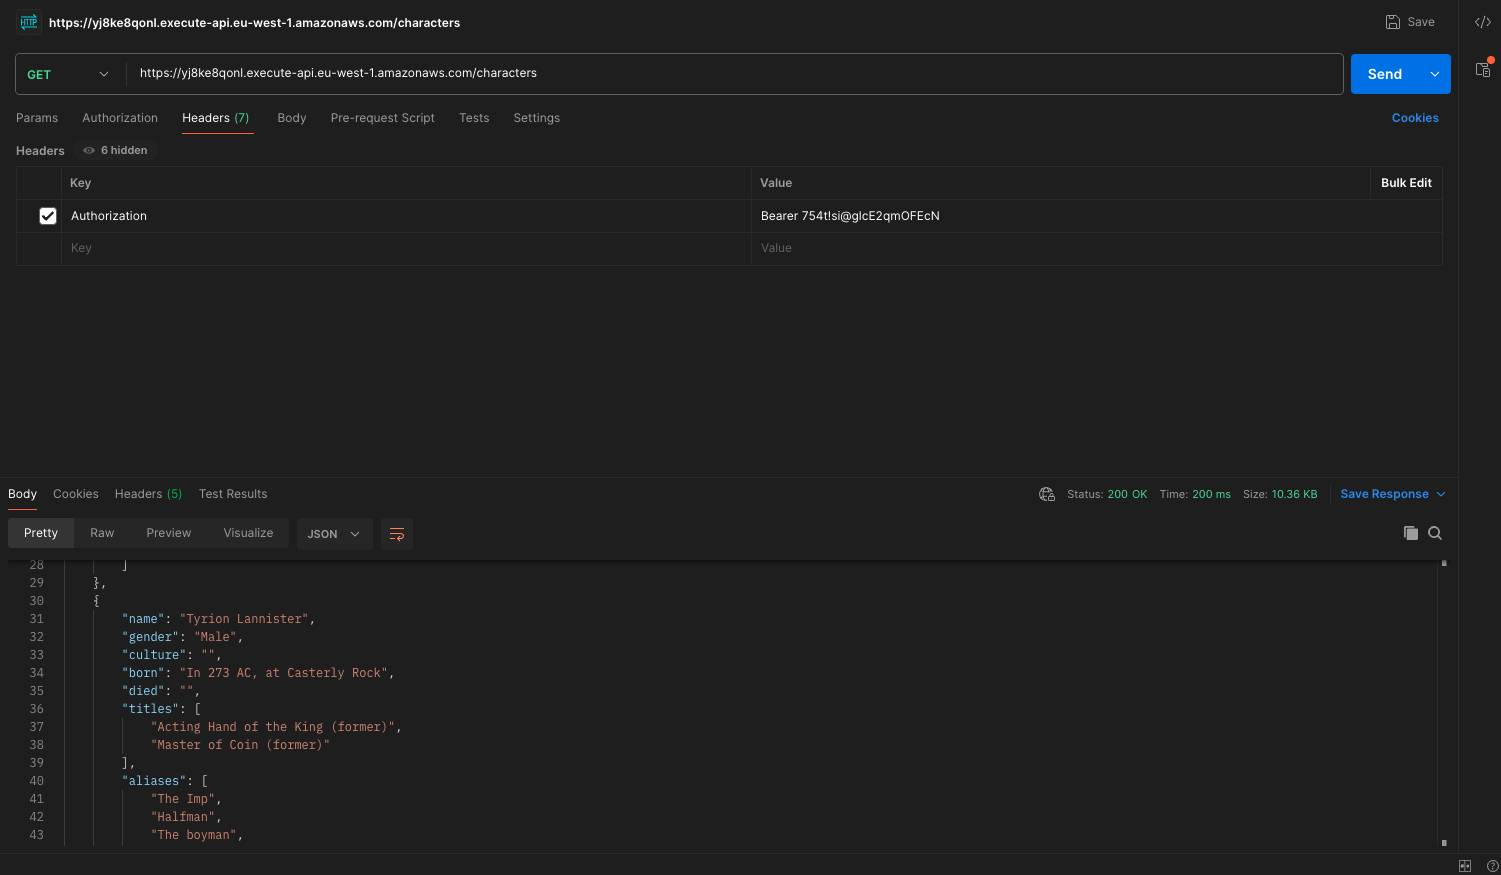 HTTP https://yj8ke8qonl.execute-api.eu-west-1.amazonaws.com/characters Save
GET https://yj8ke8qonl.execute-api.eu-west-1.amazonaws.com/characters Send
Params Authorization Headers (7) Body Pre-request Script Tests Settings Cookies
Headers 6 hidden
Key Value Bulk Edit
Authorization Bearer 754t!si@glcE2qmOFEcN
Key Value
Body Cookies Headers (5) Test Results Status: 200 OK Time: 200 ms Size: 10.36 KB Save Response
Pretty Raw Preview Visualize JSON
28 ]
29 },
30 {
31 "name": "Tyrion Lannister",
32 "gender": "Male",
33 "culture": "",
34 "born": "In 273 AC, at Casterly Rock",
35 "died": "",
36 "titles": [
37 "Acting Hand of the King (former)",
38 "Master of Coin (former)"
39 ],
40 "aliases": [
41 "The Imp",
42 "Halfman",
43 "The boyman",